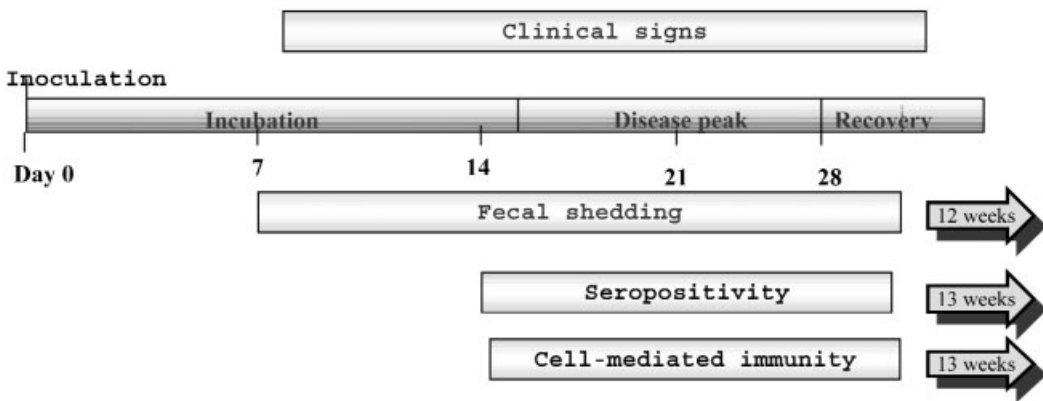 Clinical signs
Inoculation
Incubation Disease peak Recovery
Day 0 7 14 21 28
Fecal shedding 12 weeks
Seropositivity 13 weeks
Cell-mediated immunity 13 weeks